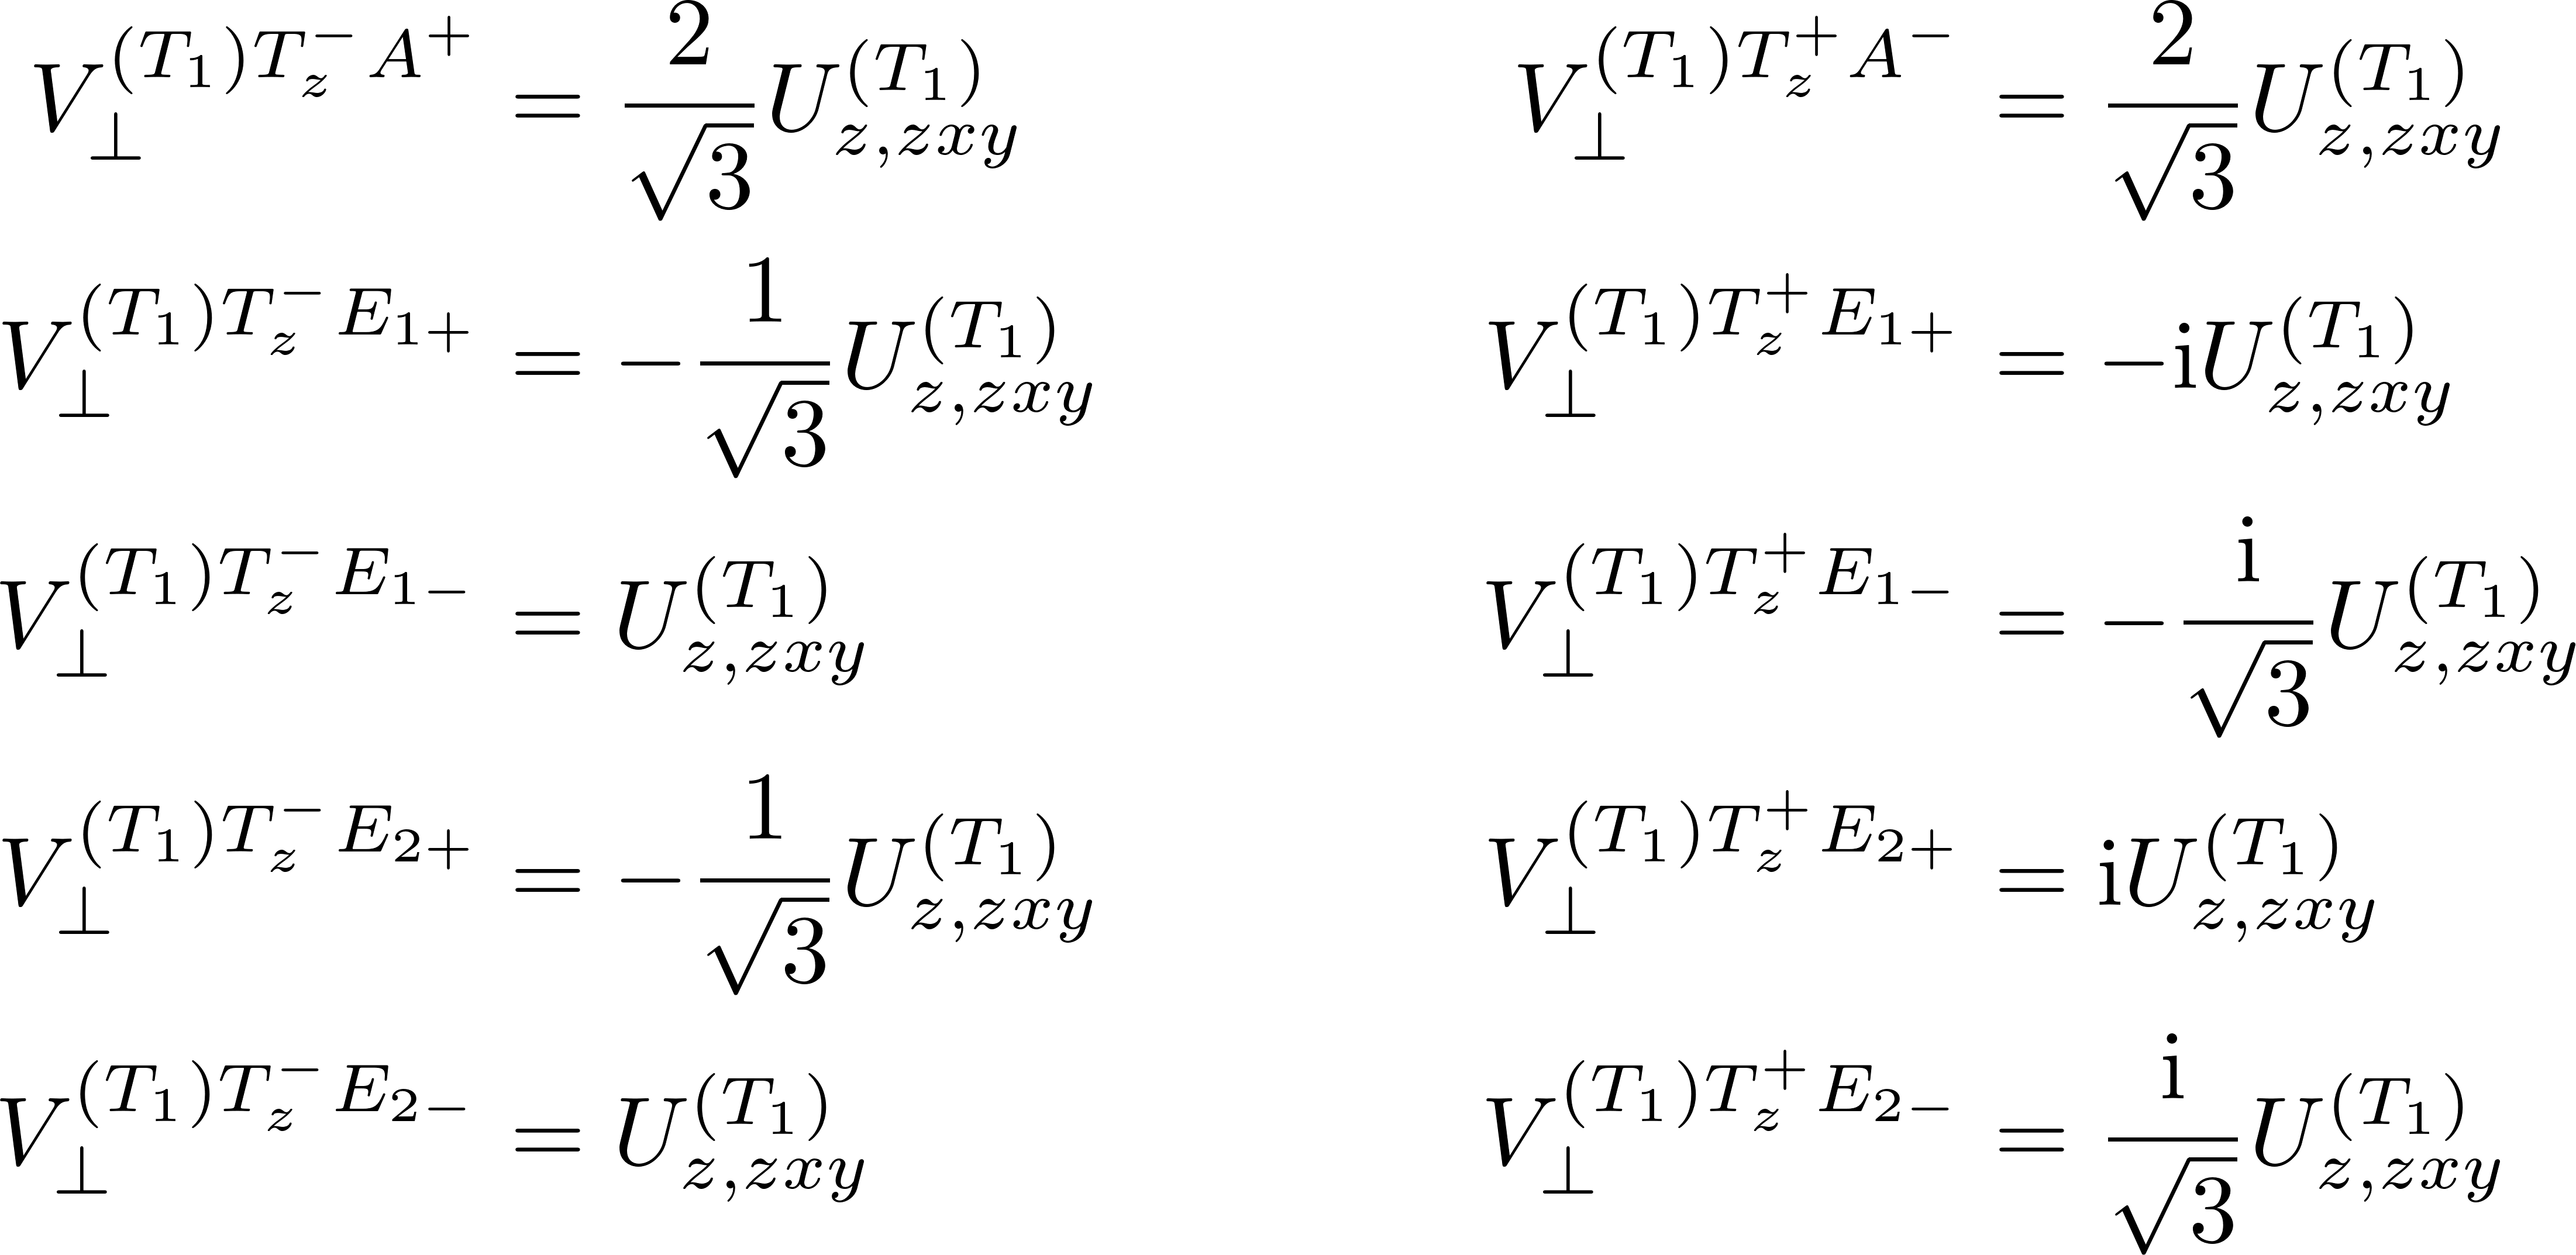 $V_{\perp}^{(T_1)T_z^- A^+} = \frac{2}{\sqrt{3}} U_{z,zxy}^{(T_1)}$ $V_{\perp}^{(T_1)T_z^+ A^-} = \frac{2}{\sqrt{3}} U_{z,zxy}^{(T_1)}$
$V_{\perp}^{(T_1)T_z^- E_{1+}} = -\frac{1}{\sqrt{3}} U_{z,zxy}^{(T_1)}$ $V_{\perp}^{(T_1)T_z^+ E_{1+}} = -\mathrm{i} U_{z,zxy}^{(T_1)}$
$V_{\perp}^{(T_1)T_z^- E_{1-}} = U_{z,zxy}^{(T_1)}$ $V_{\perp}^{(T_1)T_z^+ E_{1-}} = -\frac{\mathrm{i}}{\sqrt{3}} U_{z,zxy}^{(T_1)}$
$V_{\perp}^{(T_1)T_z^- E_{2+}} = -\frac{1}{\sqrt{3}} U_{z,zxy}^{(T_1)}$ $V_{\perp}^{(T_1)T_z^+ E_{2+}} = \mathrm{i} U_{z,zxy}^{(T_1)}$
$V_{\perp}^{(T_1)T_z^- E_{2-}} = U_{z,zxy}^{(T_1)}$ $V_{\perp}^{(T_1)T_z^+ E_{2-}} = \frac{\mathrm{i}}{\sqrt{3}} U_{z,zxy}^{(T_1)}$